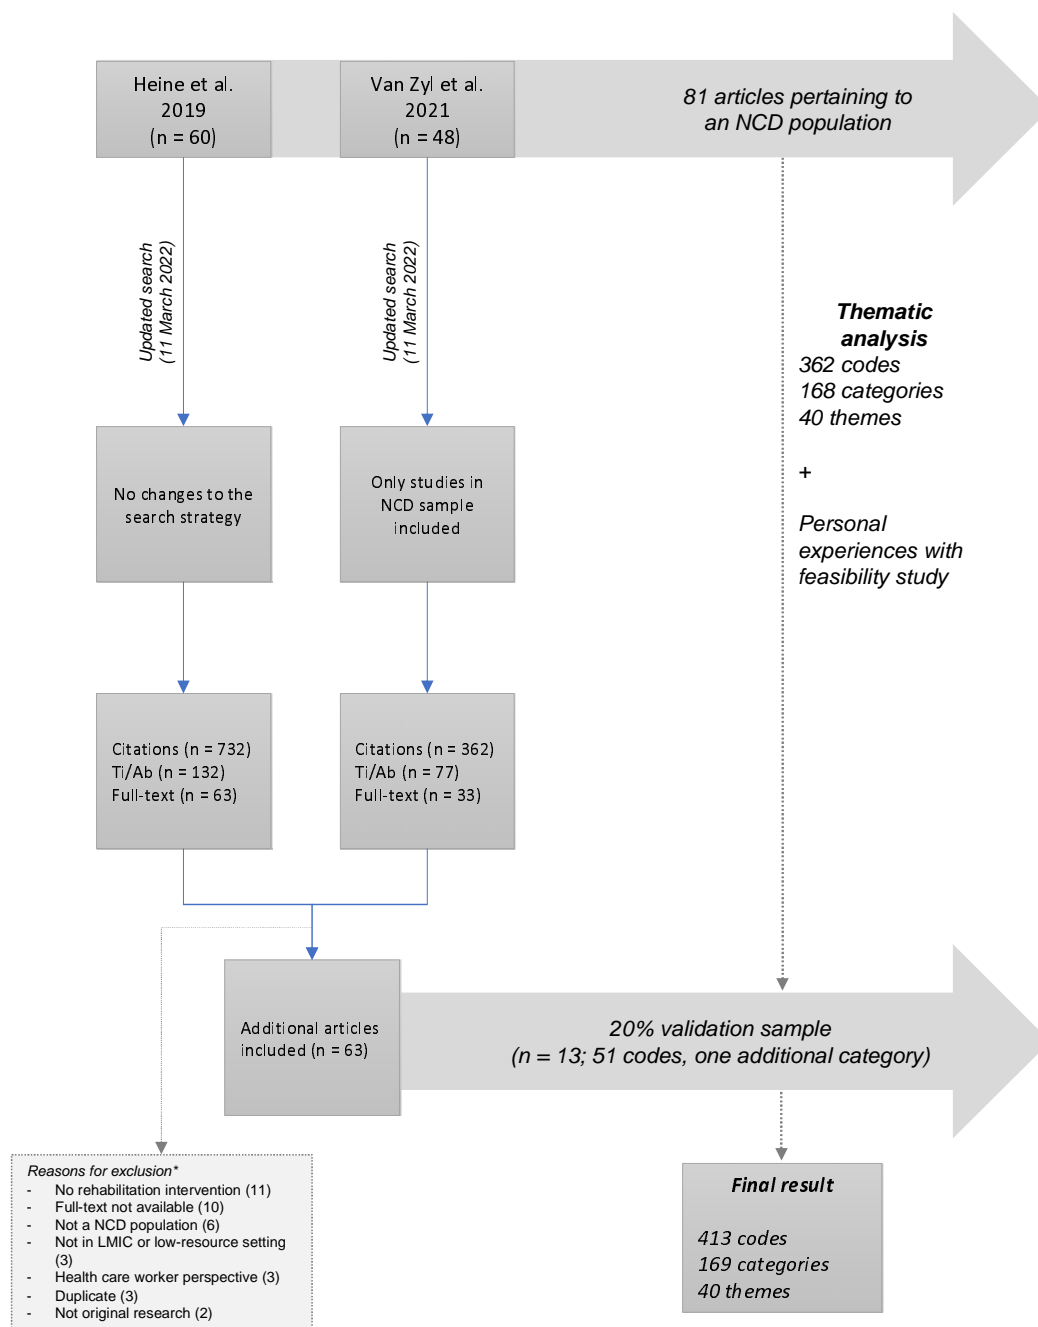 Heine et al.
2019
(n = 60)
Van Zyl et al.
2021
(n = 48)
81 articles pertaining to
an NCD population
Updated search
(11 March 2022)
Updated search
(11 March 2022)
Thematic
analysis
362 codes
168 categories
40 themes
+
Personal
experiences with
feasibility study
No changes to the
search strategy
Only studies in
NCD sample
included
Citations (n = 732)
Ti/Ab (n = 132)
Full-text (n = 63)
Citations (n = 362)
Ti/Ab (n = 77)
Full-text (n = 33)
Additional articles
included (n = 63)
20% validation sample
(n = 13; 51 codes, one additional category)
Reasons for exclusion*
- No rehabilitation intervention (11)
- Full-text not available (10)
- Not a NCD population (6)
- Not in LMIC or low-resource setting
(3)
- Health care worker perspective (3)
- Duplicate (3)
- Not original research (2)
Final result
413 codes
169 categories
40 themes